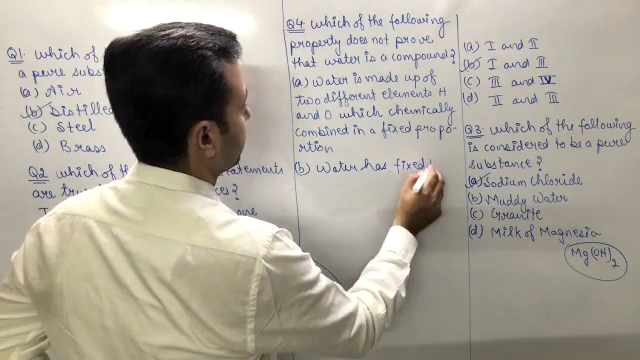 Q1. Which of
a pure subs
(a) Air
(b) Distilled
(c) Steel
(d) Brass
Q2 which of the
tatements
are tru
ces?
I
Q4 which of the following
property does not prove
that water is a compound?
(a) Water is made up of
two different elements H
and O which chemically
combined in a fixed propo-
rtion
(b) Water has fixed
(a) I and II
(b) I and III
(c) III and IV
(d) II and III
Q3: which of the following
is considered to be a pure
substance?
(a) Sodium Chloride
(b) Muddy Water
(c) Granite
(d) Milk of Magnesia
Mg(OH)2